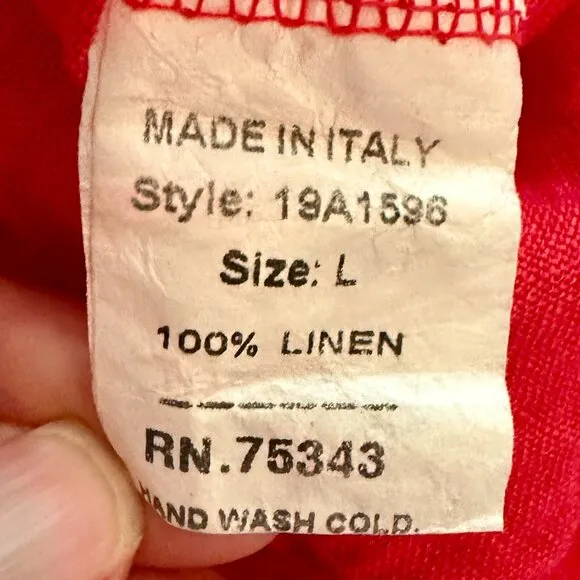 MADE IN ITALY
Style: 19A1596
Size: L
100% LINEN
RN.75343
HAND WASH COLD.